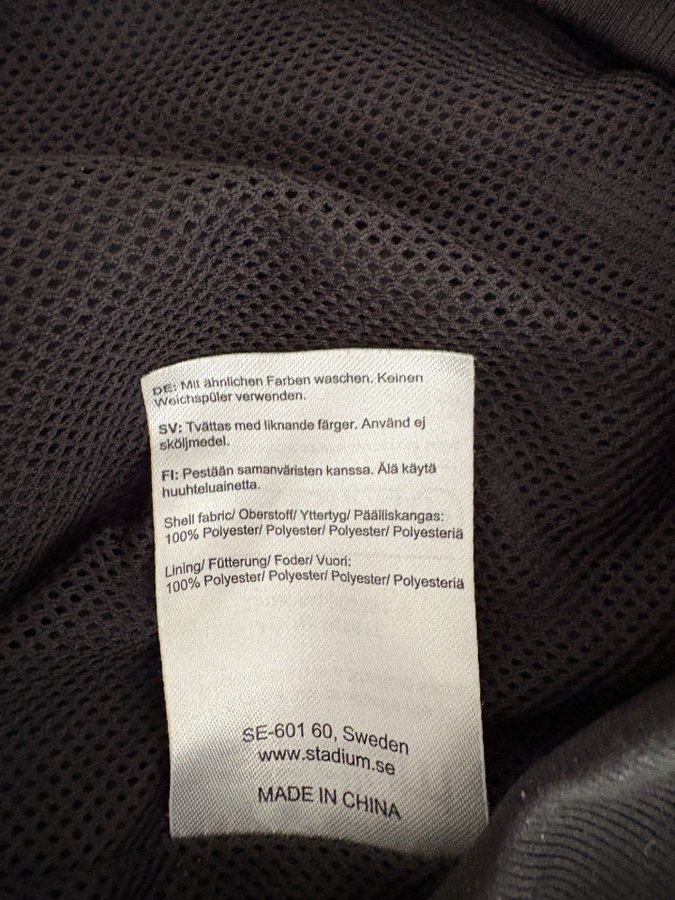 DE: Mit ähnlichen Farben waschen. Keinen
Weichspüler verwenden.
SV: Tvättas med liknande färger. Använd ej
sköljmedel.
FI: Pestään samanväristen kanssa. Älä käytä
huuhteluainetta.
Shell fabric/ Oberstoff/ Yttertyg/ Päälliskangas:
100% Polyester/ Polyester/ Polyester/ Polyesteriä
Lining/ Fütterung/ Foder/ Vuori:
100% Polyester/ Polyester/ Polyester/ Polyesteriä
SE-601 60, Sweden
www.stadium.se
MADE IN CHINA